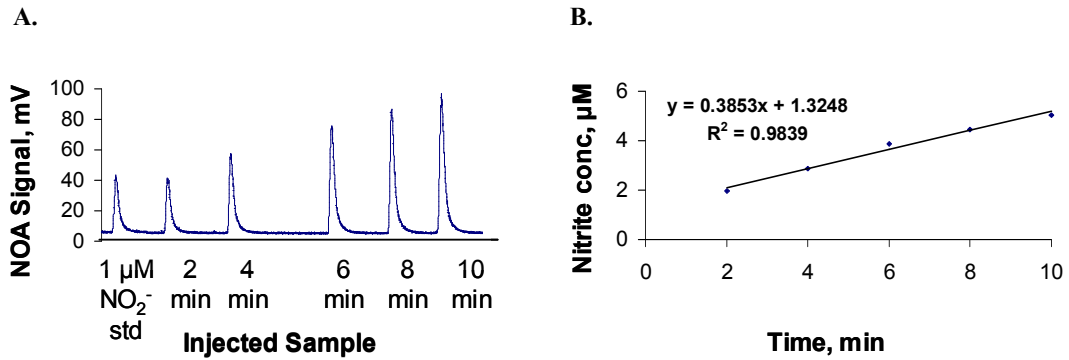 A.
NOA Signal, mV
100
80
60
40
20
0
1 µM NO₂⁻ std
2 min
4 min
6 min
8 min
10 min
Injected Sample
B.
Nitrite conc, µM
6
4
2
0
y = 0.3853x + 1.3248
R² = 0.9839
0 2 4 6 8 10
Time, min